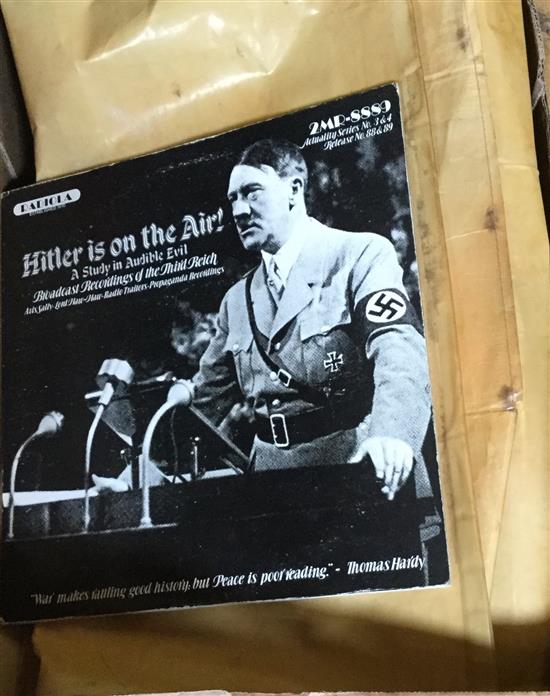 2MR-8889
Actuality Series No. 3 & 4
Release No. 88 & 89
RADIOLA
Hitler is on the Air!
A Study in Audible Evil
Broadcast Recordings of the Third Reich
Axis Sally-Lord Haw-Haw-Radio Traitors-Propaganda Recordings
"War makes rattling good history; but Peace is poor reading." - Thomas Hardy